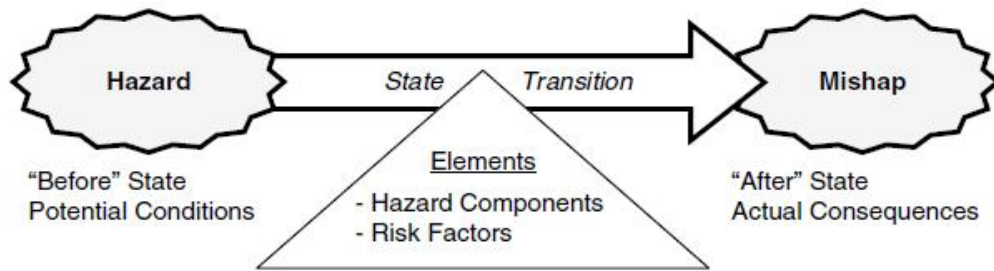 Hazard
State Transition
Mishap
Elements
- Hazard Components
- Risk Factors
“Before” State
Potential Conditions
“After” State
Actual Consequences